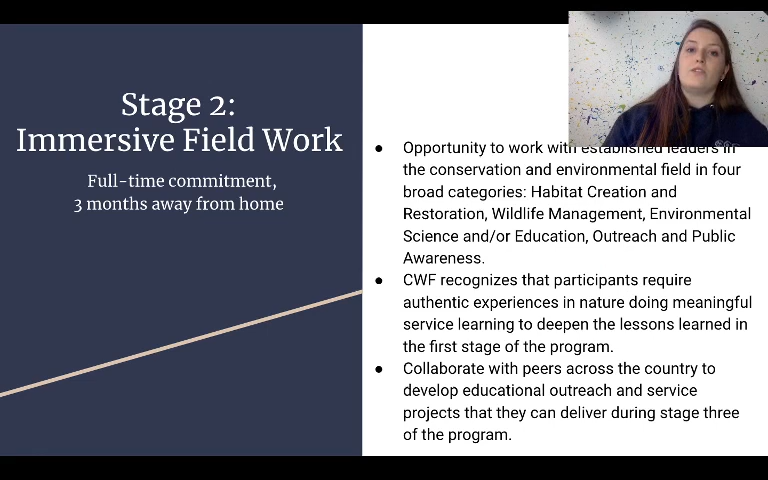 Stage 2:
Immersive Field Work
Full-time commitment,
3 months away from home
● Opportunity to work with established leaders in
the conservation and environmental field in four
broad categories: Habitat Creation and
Restoration, Wildlife Management, Environmental
Science and/or Education, Outreach and Public
Awareness.
● CWF recognizes that participants require
authentic experiences in nature doing meaningful
service learning to deepen the lessons learned in
the first stage of the program.
● Collaborate with peers across the country to
develop educational outreach and service
projects that they can deliver during stage three
of the program.